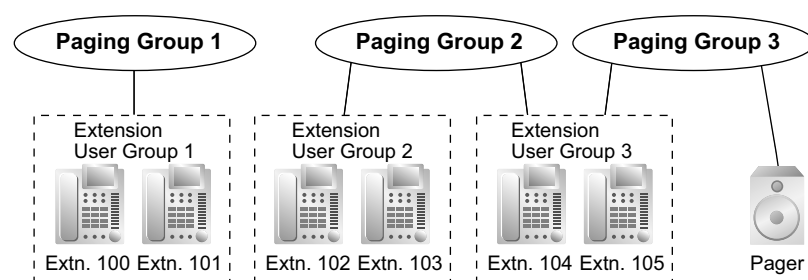 Paging Group 1
Paging Group 2
Paging Group 3
Extension
User Group 1
Extension
User Group 2
Extension
User Group 3
Extn. 100 Extn. 101
Extn. 102 Extn. 103
Extn. 104 Extn. 105
Pager